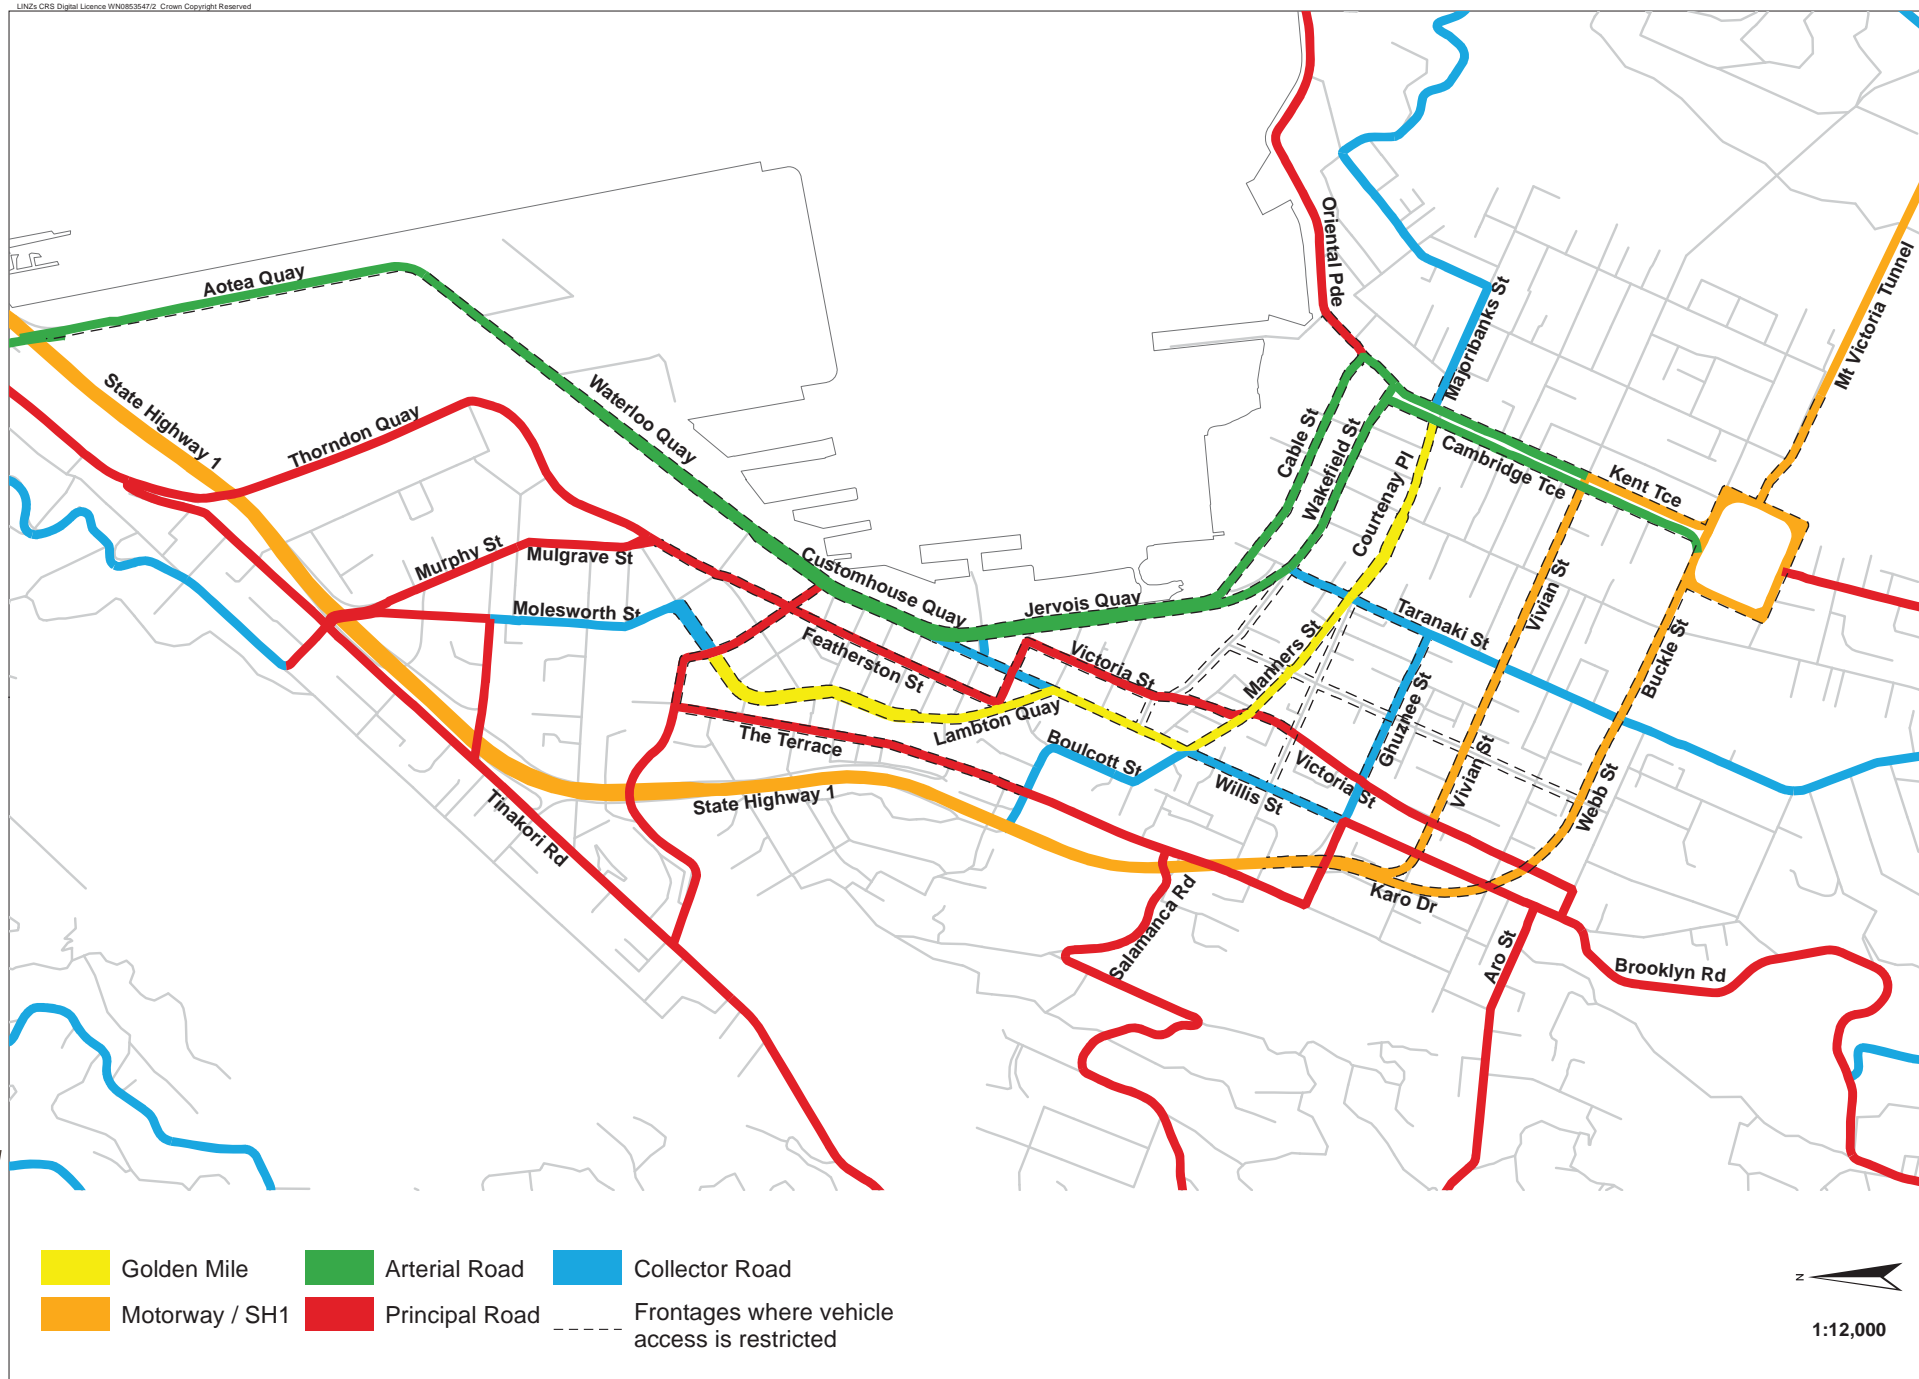 LINZs CRS Digital Licence WN0853547/2 Crown Copyright Reserved
Aotea Quay
State Highway 1
Thorndon Quay
Waterloo Quay
Murphy St
Mulgrave St
Molesworth St
Customhouse Quay
Jervois Quay
Featherston St
Victoria St
Lambton Quay
The Terrace
Boulcott St
State Highway 1
Tinakori Rd
Willis St
Victoria St
Salamanca Rd
Karo Dr
Oriental Pde
Majoribanks St
Mt Victoria Tunnel
Cable St
Wakefield St
Courtenay Pl
Cambridge Tce
Kent Tce
Manners St
Taranaki St
Vivian St
Ghuznee St
Buckle St
Vivian St
Webb St
Aro St
Brooklyn Rd
Golden Mile
Arterial Road
Collector Road
Motorway / SH1
Principal Road
Frontages where vehicle
access is restricted
N
1:12,000